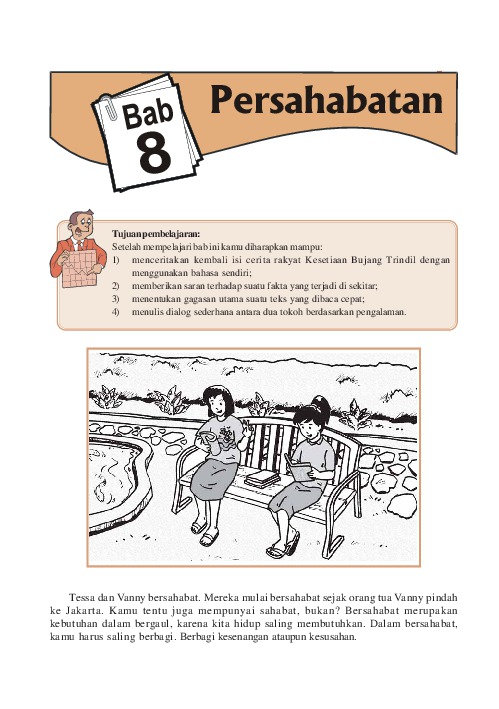 Bab
8
Persahabatan
Tujuan pembelajaran:
Setelah mempelajari bab ini kamu diharapkan mampu:
1) menceritakan kembali isi cerita rakyat Kesetiaan Bujang Trindil dengan
menggunakan bahasa sendiri;
2) memberikan saran terhadap suatu fakta yang terjadi di sekitar;
3) menentukan gagasan utama suatu teks yang dibaca cepat;
4) menulis dialog sederhana antara dua tokoh berdasarkan pengalaman.
Tessa dan Vanny bersahabat. Mereka mulai bersahabat sejak orang tua Vanny pindah
ke Jakarta. Kamu tentu juga mempunyai sahabat, bukan? Bersahabat merupakan
kebutuhan dalam bergaul, karena kita hidup saling membutuhkan. Dalam bersahabat,
kamu harus saling berbagi. Berbagi kesenangan ataupun kesusahan.